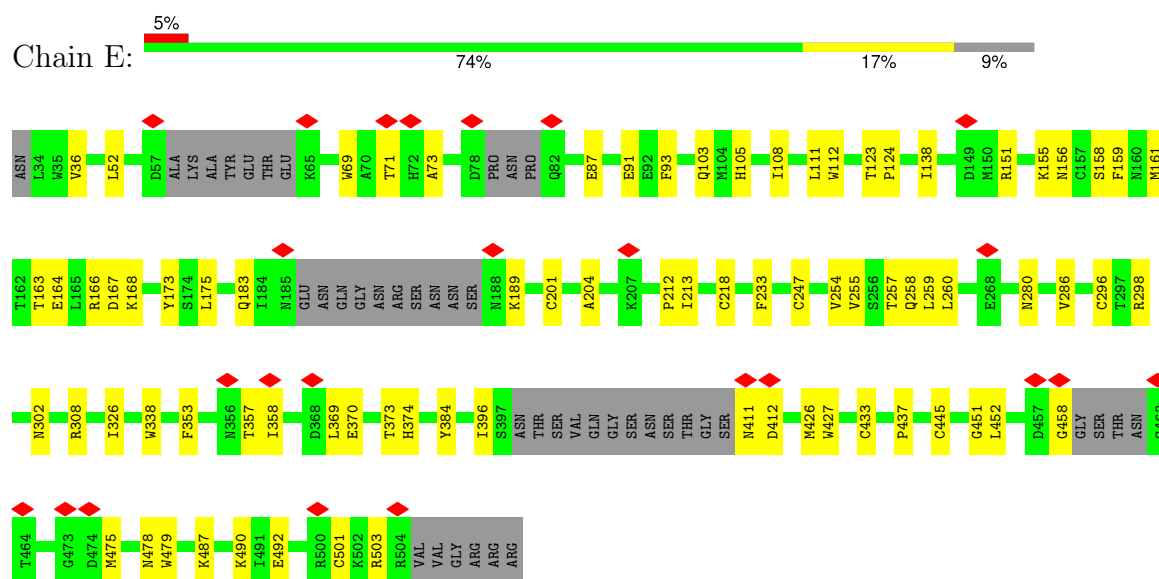 5%
Chain E:
74% 17% 9%
ASN L34 W35 V36 L52 D57 ALA LYS ALA TYR GLU THR GLU K65 W69 A70 T71 H72 A73 D78 PRO ASN PRO Q82 E87 E91 E92 F93 Q103 M104 H105 I108 L111 W112 T123 P124 I138 D149 M150 R151 K155 N156 C157 S158 F159 N160 M161
T162 T163 E164 L165 R166 D167 K168 Y173 S174 L175 Q183 I184 N185 GLU ASN GLN GLY ASN ARG SER ASN ASN SER N188 K189 C201 A204 K207 P212 I213 C218 F233 C247 V254 V255 S256 T257 Q258 L259 L260 E268 N280 V286 C296 T297 R298
N302 R308 I326 W338 F353 N356 T357 I358 D368 L369 E370 T373 H374 Y384 I396 S397 ASN THR SER VAL GLN GLY SER ASN SER THR GLY SER N411 D412 M426 W427 C433 P437 C445 G451 L452 D457 G458 GLY SER THR ASN
T464 G473 D474 M475 N478 W479 K487 K490 I491 E492 R500 C501 K502 R503 R504 VAL VAL GLY ARG ARG ARG